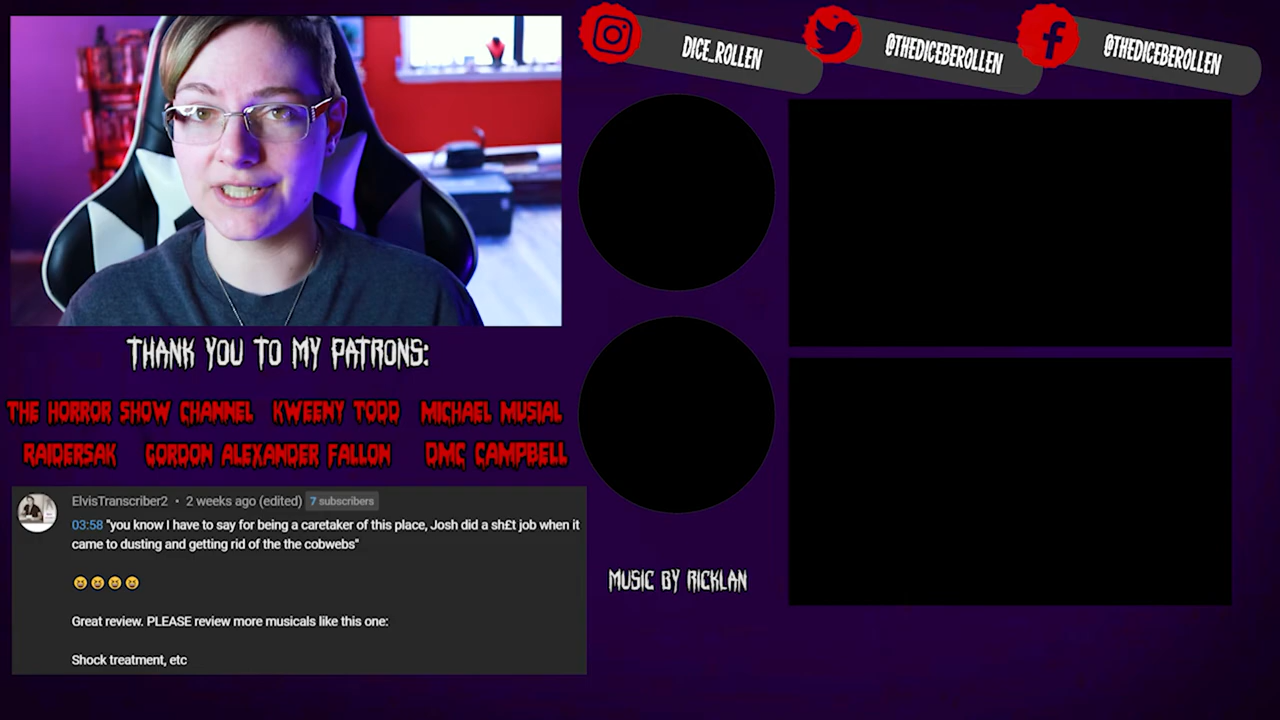 DICE_ROLLEN
@THEDICEBEROLLEN
@THEDICEBEROLLEN
THANK YOU TO MY PATRONS:
THE HORROR SHOW CHANNEL KWEENY TODD MICHAEL MUSIAL
RAIDERSAK GORDON ALEXANDER FALLON DMC CAMPBELL
ElvisTranscriber2 • 2 weeks ago (edited) 7 subscribers
03:58 "you know I have to say for being a caretaker of this place, Josh did a sh£t job when it
came to dusting and getting rid of the the cobwebs"
Great review. PLEASE review more musicals like this one:
Shock treatment, etc
MUSIC BY RICKLAN